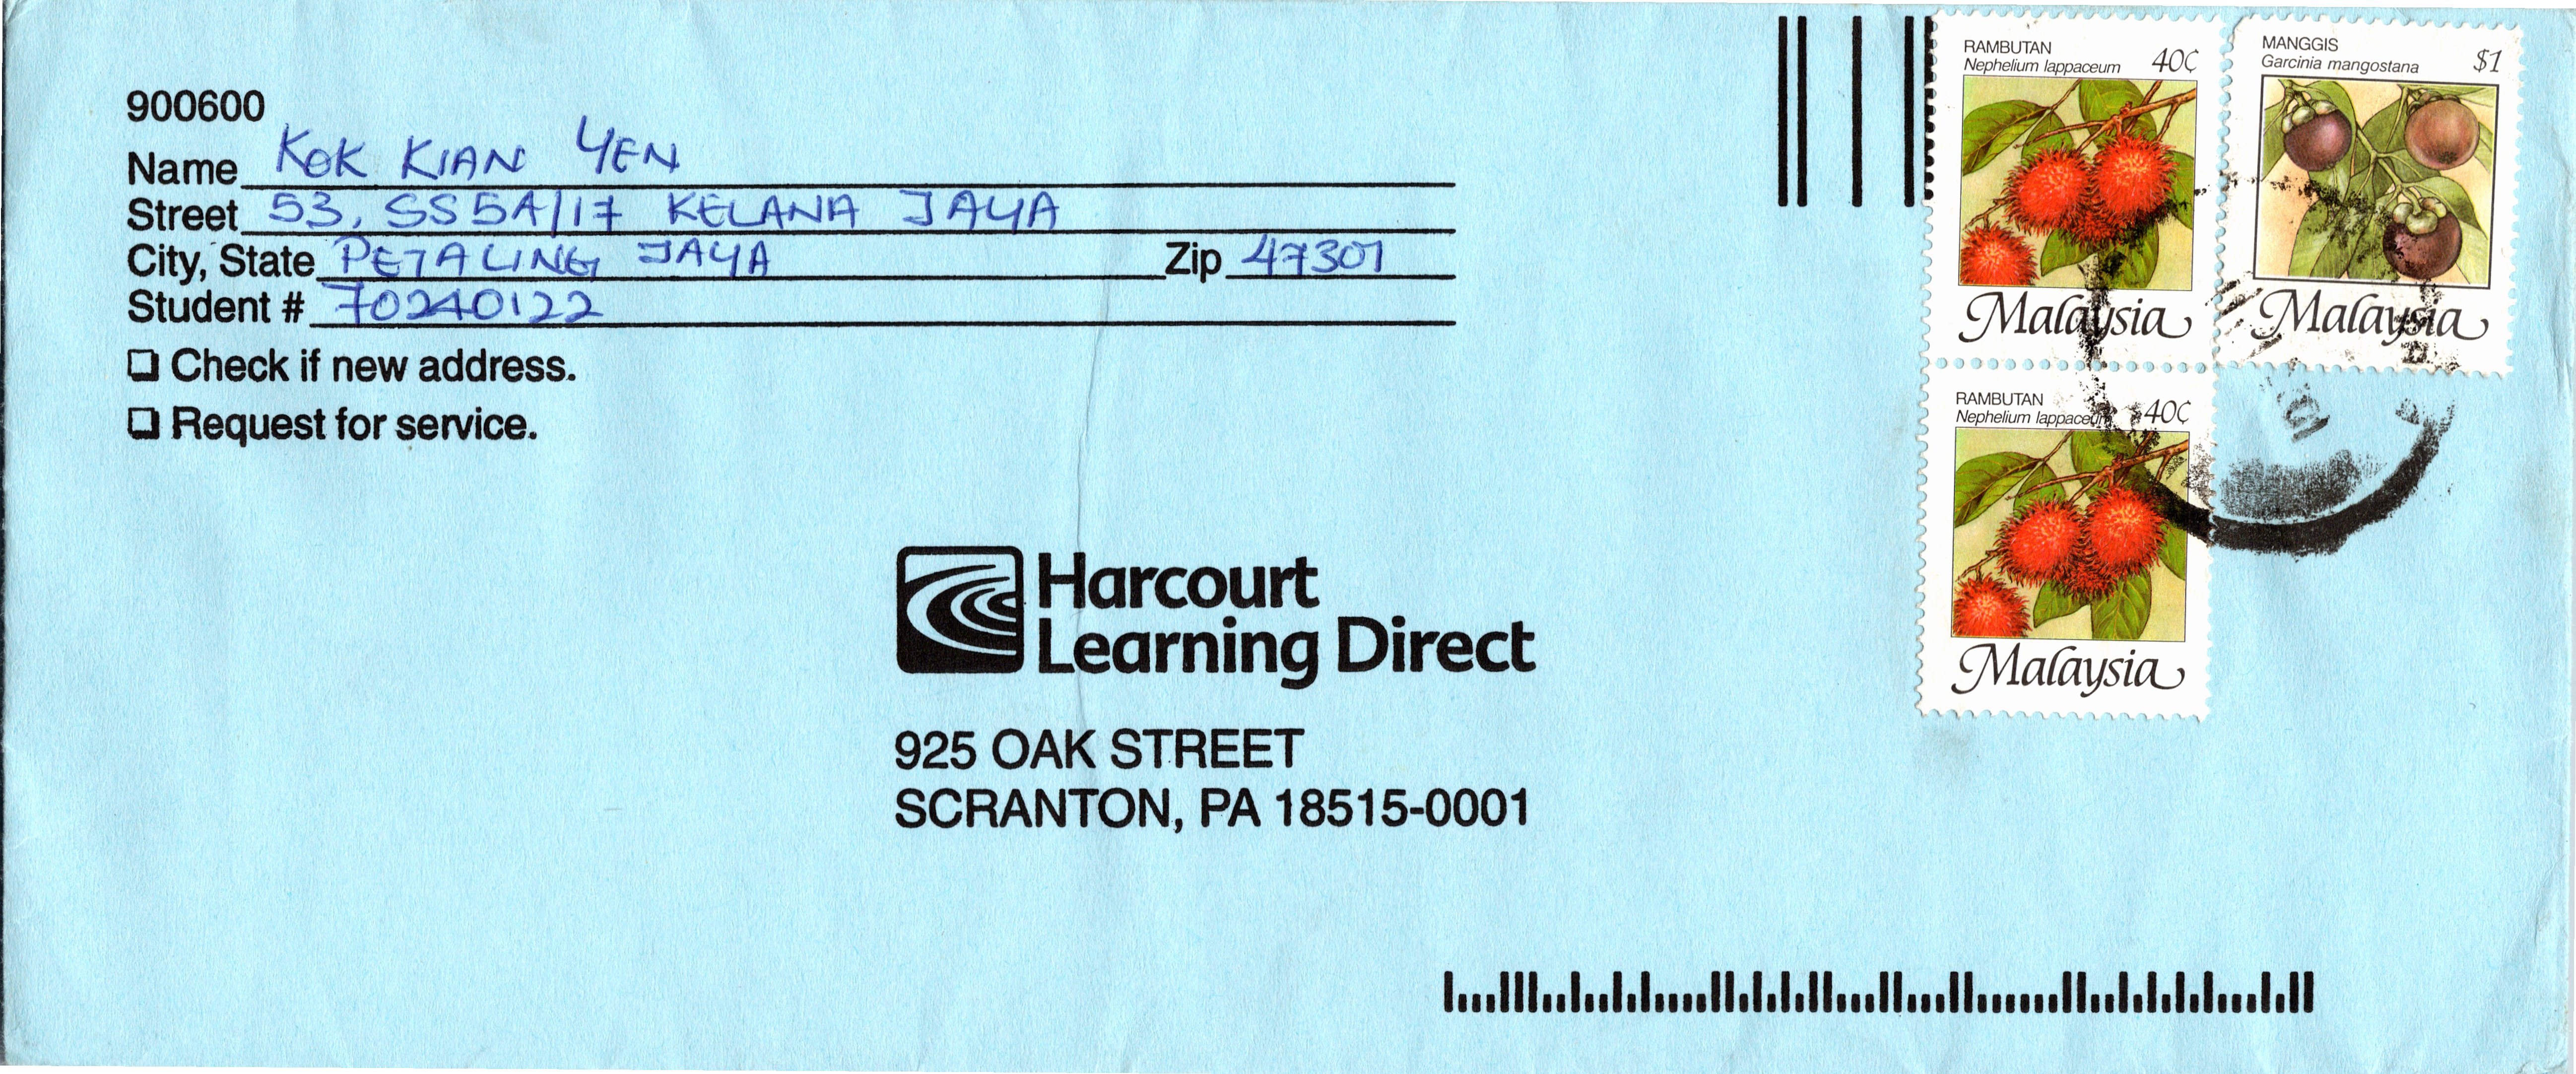 900600
Name KOK KIAN YEN
Street 53, SS5A/17 KELANA JAYA
City, State PETALING JAYA Zip 47301
Student # 70240122
Check if new address.
Request for service.
RAMBUTAN
Nephelium lappaceum 40¢
Malaysia
MANGGIS
Garcinia mangostana $1
Malaysia
RAMBUTAN
Nephelium lappaceum 40¢
Malaysia
Harcourt
Learning Direct
925 OAK STREET
SCRANTON, PA 18515-0001